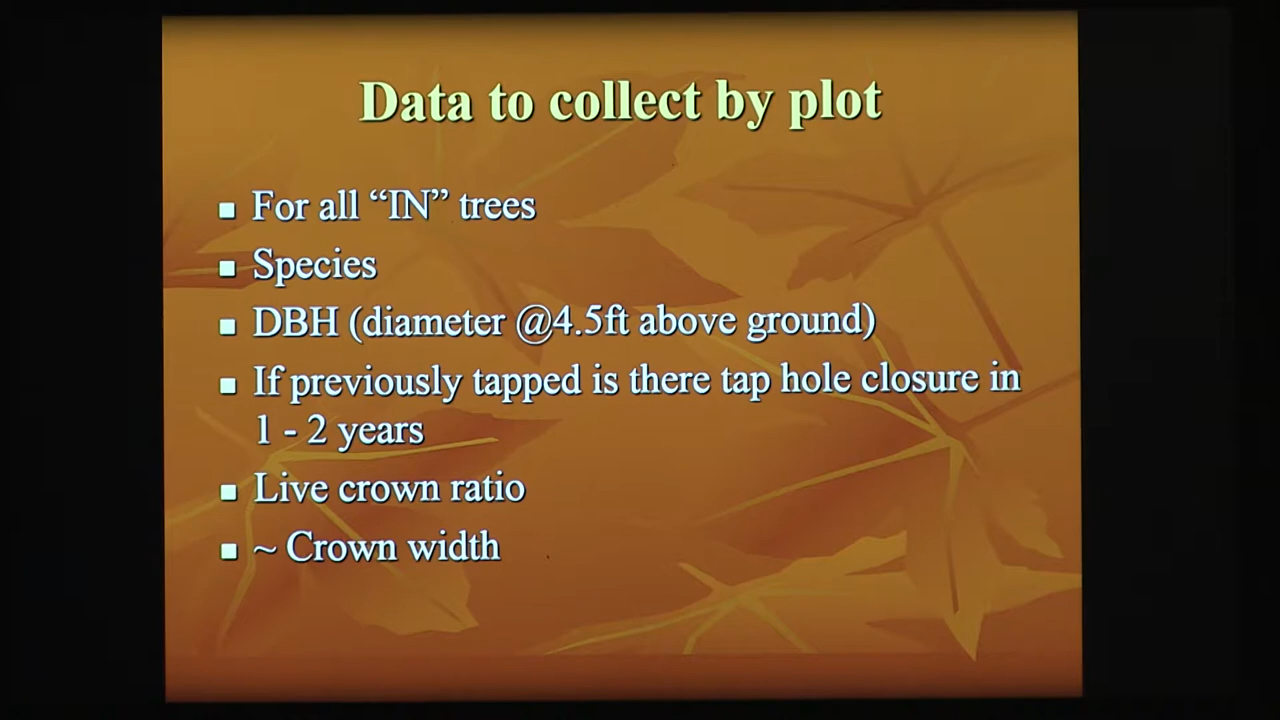 Data to collect by plot
For all “IN” trees
Species
DBH (diameter @4.5ft above ground)
If previously tapped is there tap hole closure in
1 - 2 years
Live crown ratio
~ Crown width